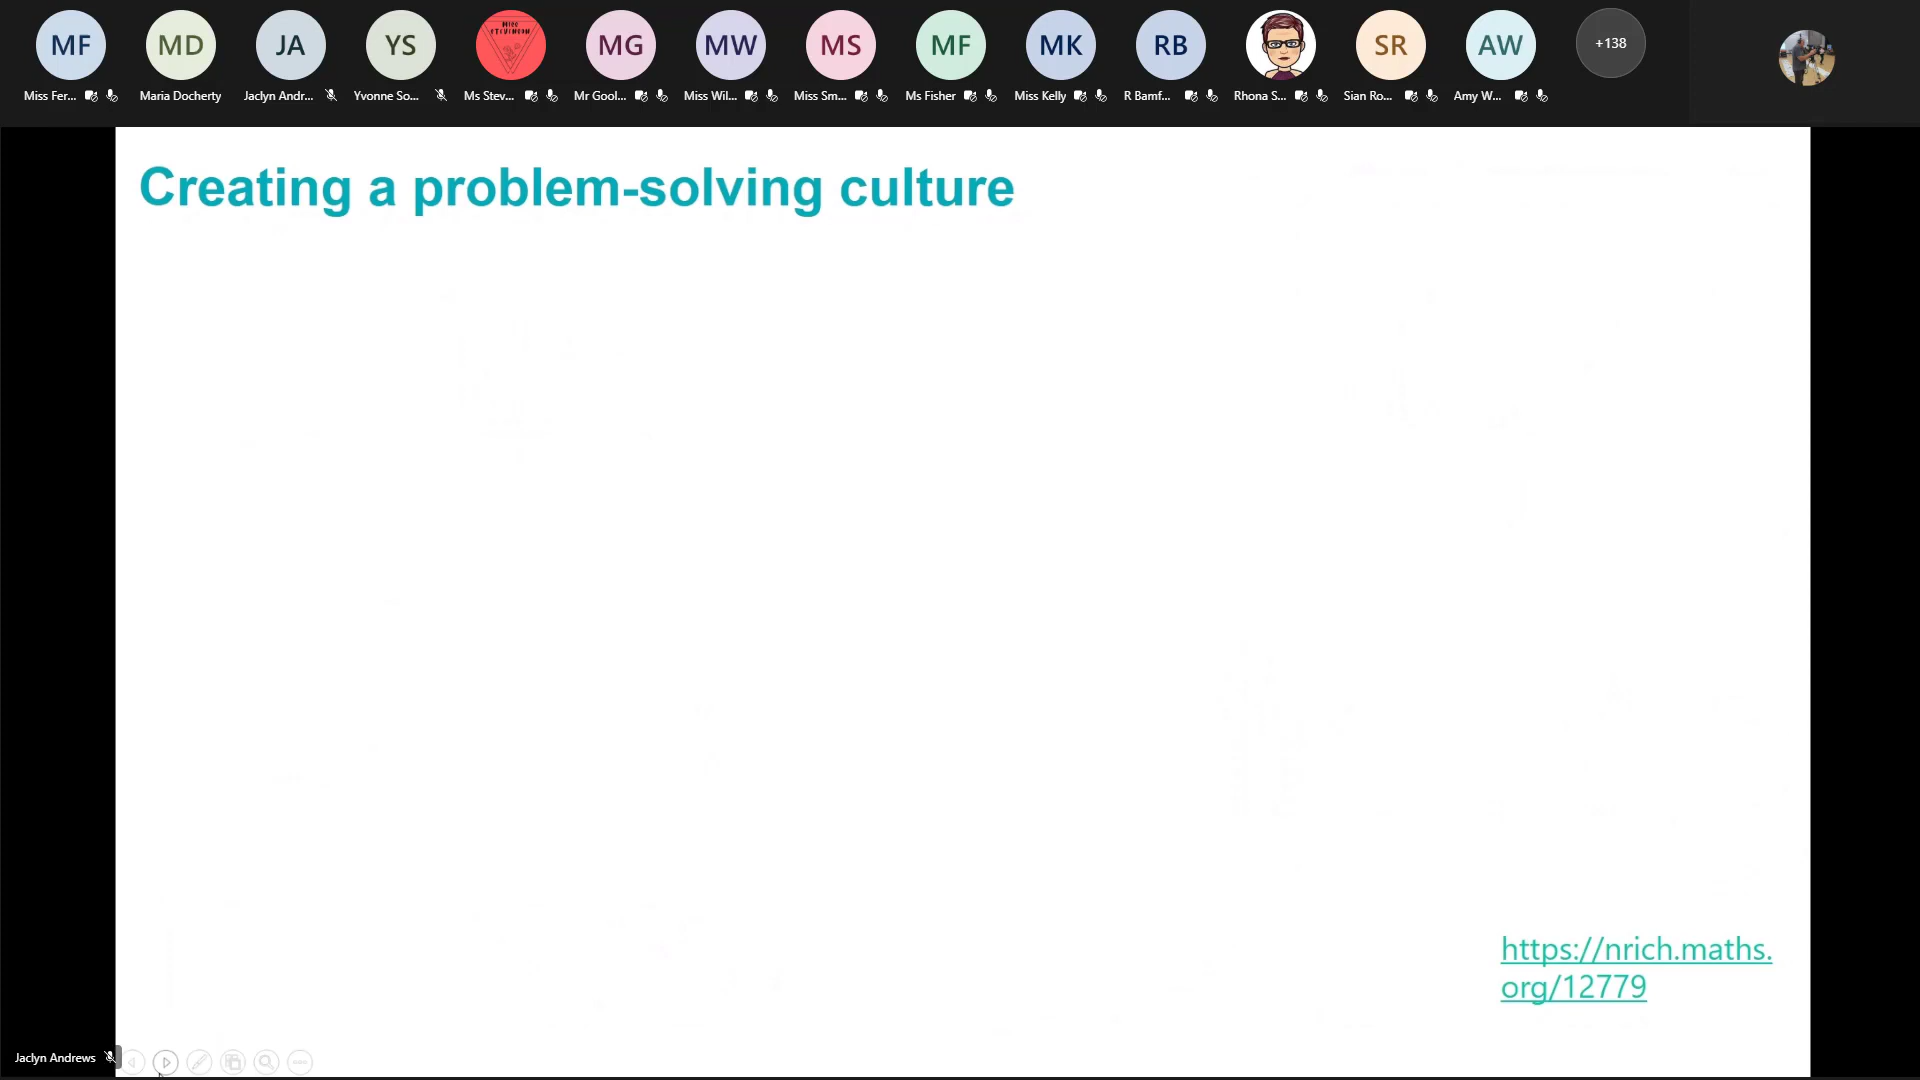 MF MD JA YS Miss STEVENSON MG MW MS MF MK RB SR AW +138
Miss Fer... Maria Docherty Jaclyn Andr... Yvonne So... Ms Stev... Mr Gool... Miss Wil... Miss Sm... Ms Fisher Miss Kelly R Bamf... Rhona S... Sian Ro... Amy W...
Creating a problem-solving culture
https://nrich.maths.
org/12779
Jaclyn Andrews